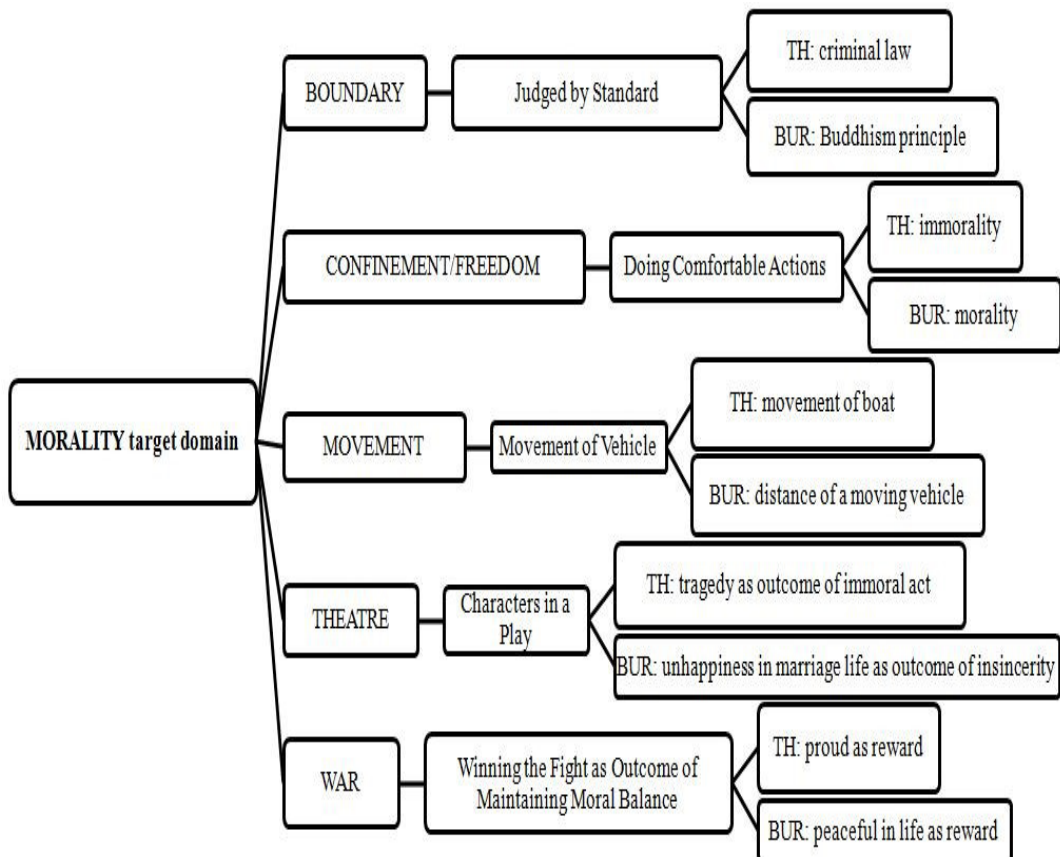 MORALITY target domain
BOUNDARY
Judged by Standard
TH: criminal law
BUR: Buddhism principle
CONFINEMENT/FREEDOM
Doing Comfortable Actions
TH: immorality
BUR: morality
MOVEMENT
Movement of Vehicle
TH: movement of boat
BUR: distance of a moving vehicle
THEATRE
Characters in a
Play
TH: tragedy as outcome of immoral act
BUR: unhappiness in marriage life as outcome of insincerity
WAR
Winning the Fight as Outcome of
Maintaining Moral Balance
TH: proud as reward
BUR: peaceful in life as reward